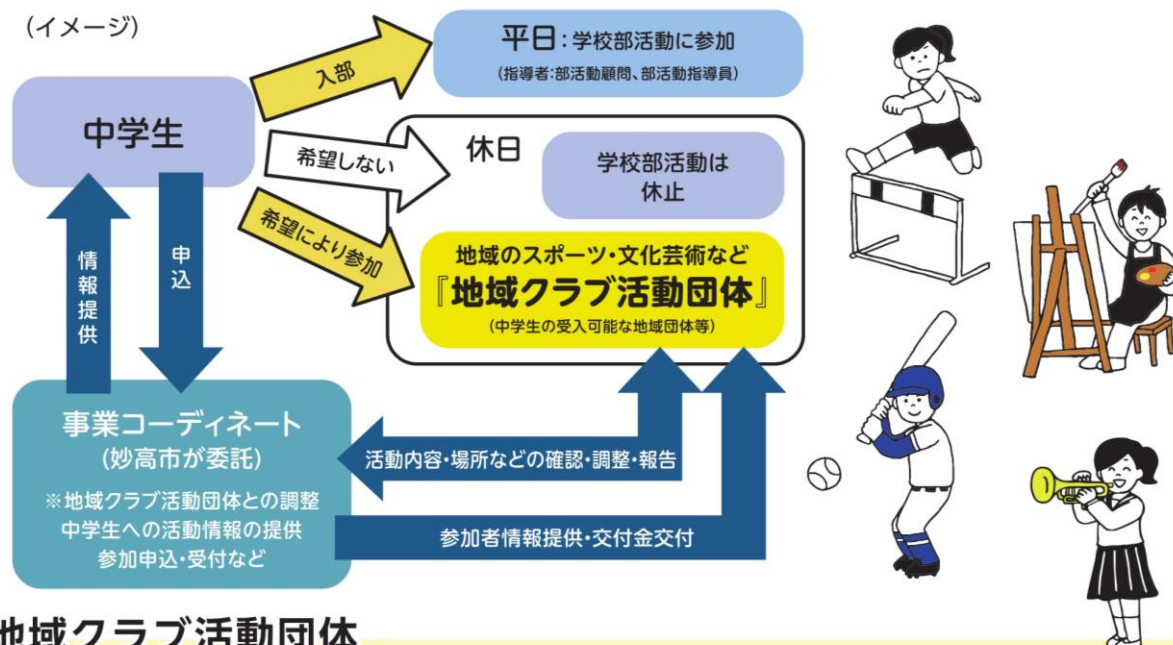 (イメージ)
平日:学校部活動に参加
(指導者:部活動顧問、部活動指導員)
入部
中学生
希望しない
休日
学校部活動は
休止
希望により参加
地域のスポーツ・文化芸術など
『地域クラブ活動団体』
(中学生の受入可能な地域団体等)
情報提供
申込
事業コーディネート
(妙高市が委託)
※地域クラブ活動団体との調整
中学生への活動情報の提供
参加申込・受付など
活動内容・場所などの確認・調整・報告
参加者情報提供・交付金交付
地域クラブ活動団体